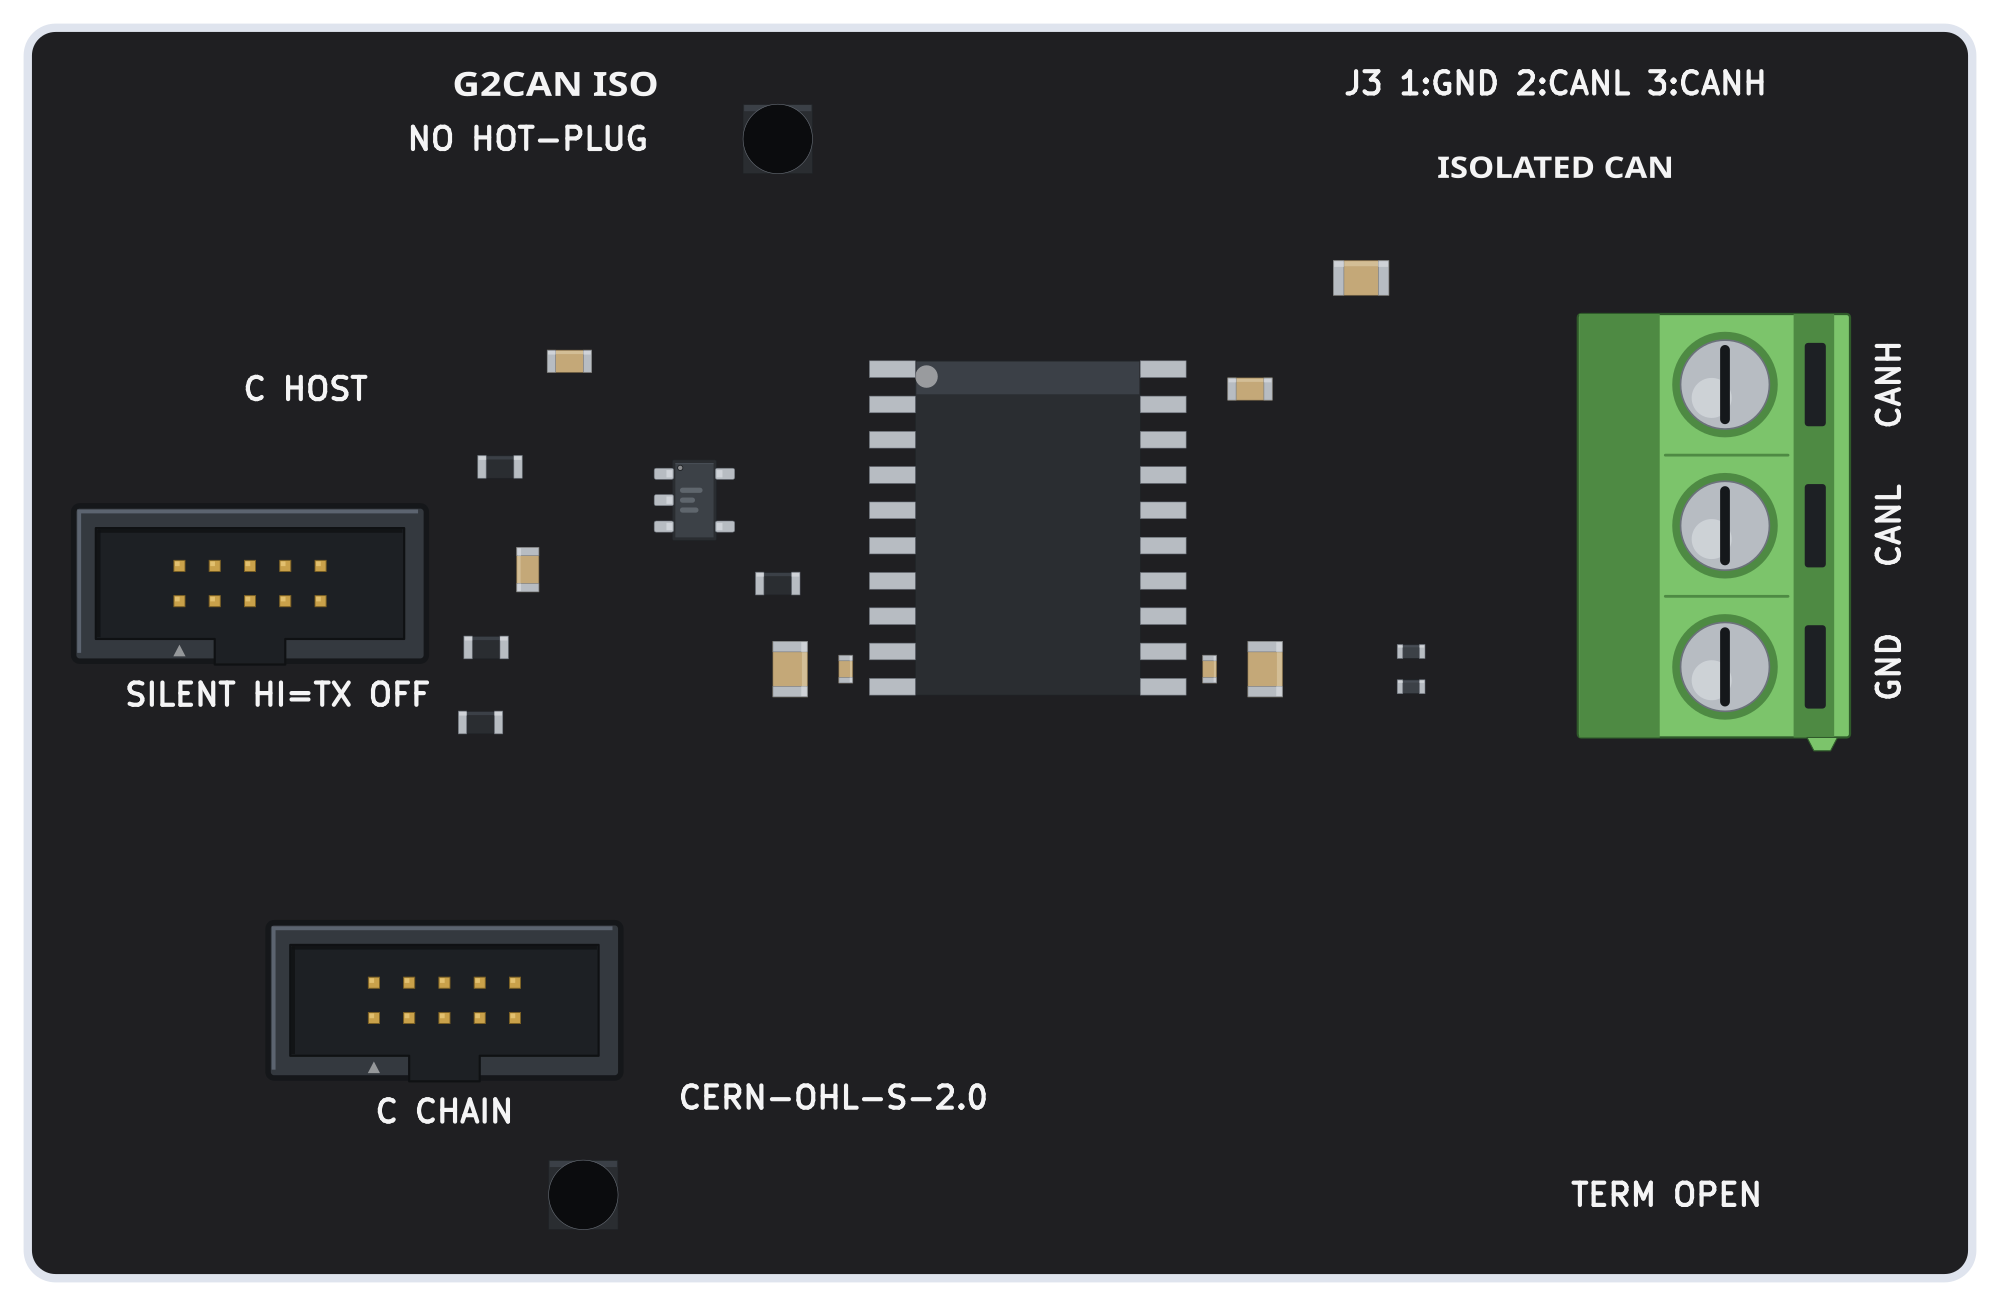 G2CAN ISO
NO HOT-PLUG
J3 1:GND 2:CANL 3:CANH
ISOLATED CAN
C HOST
SILENT HI=TX OFF
CANH
CANL
GND
C CHAIN
CERN-OHL-S-2.0
TERM OPEN